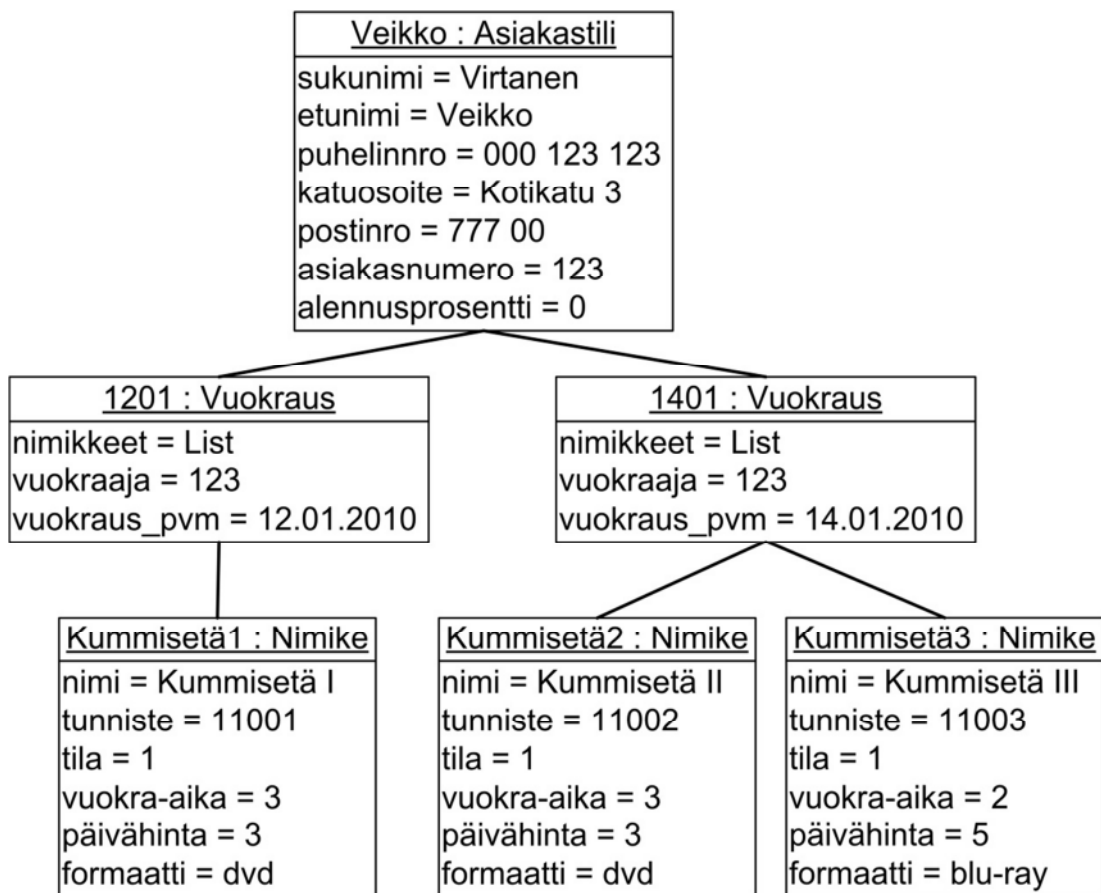 Veikko : Asiakastili
sukunimi = Virtanen
etunimi = Veikko
puhelinnro = 000 123 123
katuosoite = Kotikatu 3
postinro = 777 00
asiakasnumero = 123
alennusprosentti = 0
1201 : Vuokraus
nimikkeet = List
vuokraaja = 123
vuokraus_pvm = 12.01.2010
1401 : Vuokraus
nimikkeet = List
vuokraaja = 123
vuokraus_pvm = 14.01.2010
Kummisetä1 : Nimike
nimi = Kummisetä I
tunniste = 11001
tila = 1
vuokra-aika = 3
päivähinta = 3
formaatti = dvd
Kummisetä2 : Nimike
nimi = Kummisetä II
tunniste = 11002
tila = 1
vuokra-aika = 3
päivähinta = 3
formaatti = dvd
Kummisetä3 : Nimike
nimi = Kummisetä III
tunniste = 11003
tila = 1
vuokra-aika = 2
päivähinta = 5
formaatti = blu-ray